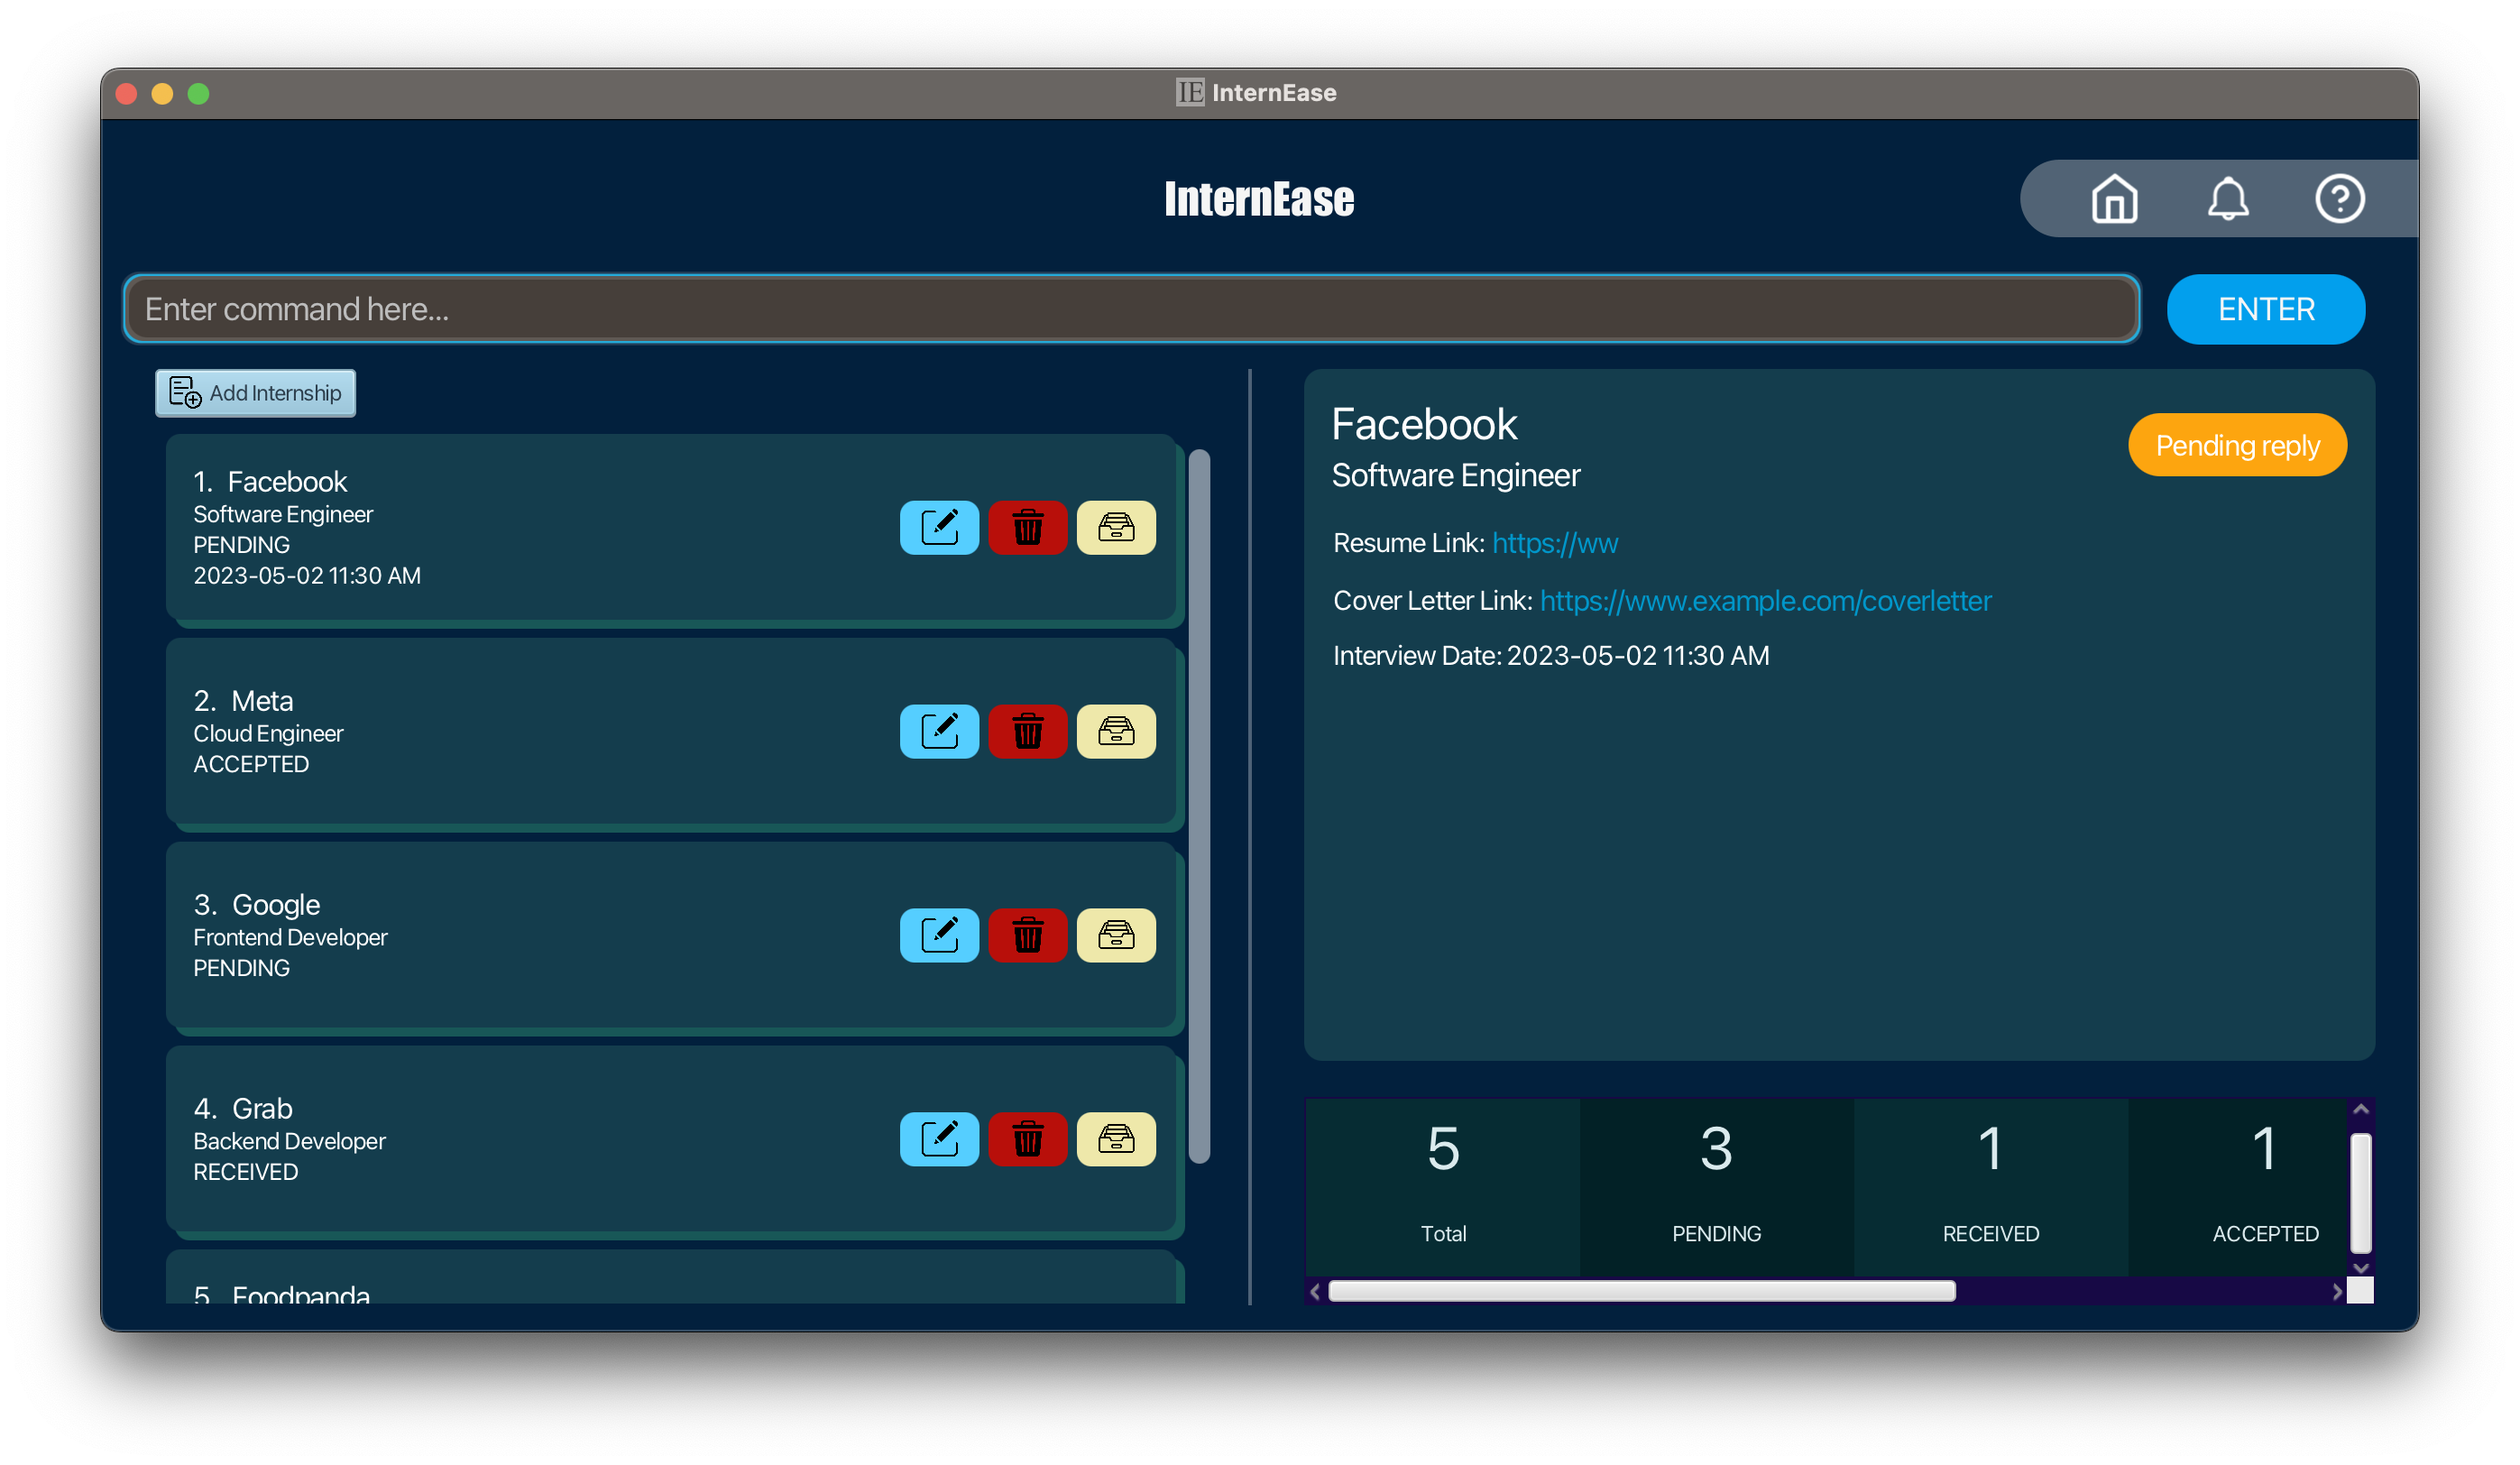 IE InternEase
InternEase
Enter command here...
ENTER
Add Internship
1. Facebook
Software Engineer
PENDING
2023-05-02 11:30 AM
2. Meta
Cloud Engineer
ACCEPTED
3. Google
Frontend Developer
PENDING
4. Grab
Backend Developer
RECEIVED
5. Foodpanda
Facebook
Pending reply
Software Engineer
Resume Link: https://ww
Cover Letter Link: https://www.example.com/coverletter
Interview Date: 2023-05-02 11:30 AM
5 3 1 1
Total PENDING RECEIVED ACCEPTED